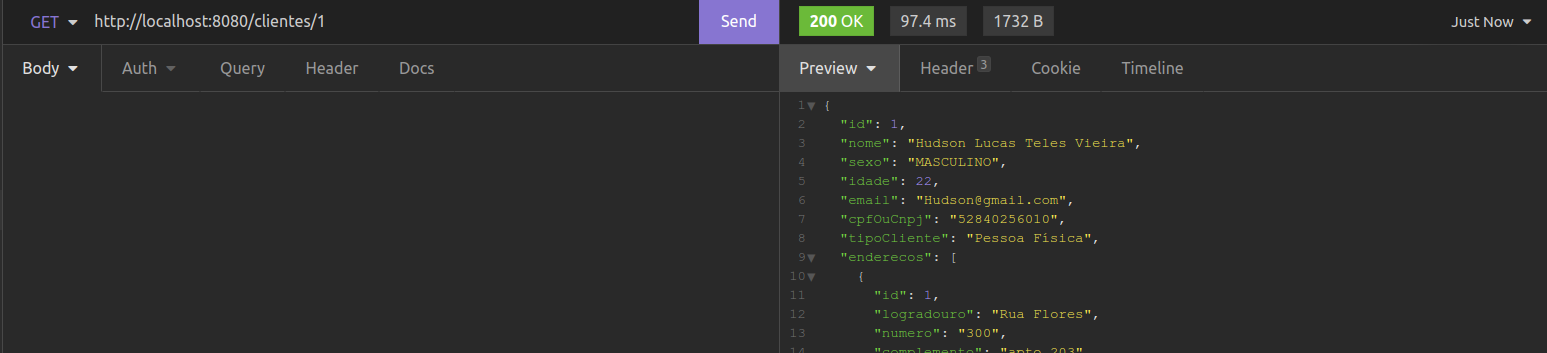 GET http://localhost:8080/clientes/1 Send 200 OK 97.4 ms 1732 B Just Now
Body Auth Query Header Docs Preview Header 3 Cookie Timeline
1 {
2 "id": 1,
3 "nome": "Hudson Lucas Teles Vieira",
4 "sexo": "MASCULINO",
5 "idade": 22,
6 "email": "Hudson@gmail.com",
7 "cpfOuCnpj": "52840256010",
8 "tipoCliente": "Pessoa Física",
9 "enderecos": [
10 {
11 "id": 1,
12 "logradouro": "Rua Flores",
13 "numero": "300",
14 "complemento": "apto 203"